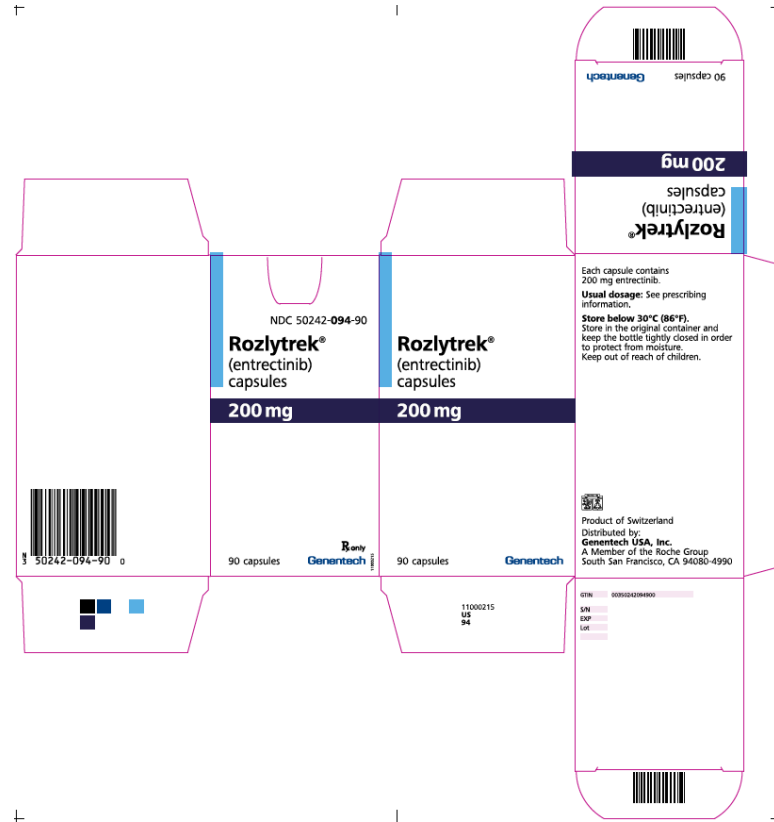 90 capsules
Genentech
200 mg
Rozlytrek®
(entrectinib)
capsules
NDC 50242-094-90
Rozlytrek®
(entrectinib)
capsules
200 mg
Rx only
90 capsules
Genentech
11000215
Rozlytrek®
(entrectinib)
capsules
200 mg
90 capsules
Genentech
Each capsule contains
200 mg entrectinib.
Usual dosage: See prescribing
information.
Store below 30°C (86°F).
Store in the original container and
keep the bottle tightly closed in order
to protect from moisture.
Keep out of reach of children.
Product of Switzerland
Distributed by:
Genentech USA, Inc.
A Member of the Roche Group
South San Francisco, CA 94080-4990
N
3 50242-094-90 0
11000215
US
94
GTIN 00350242094900
S/N
EXP
Lot